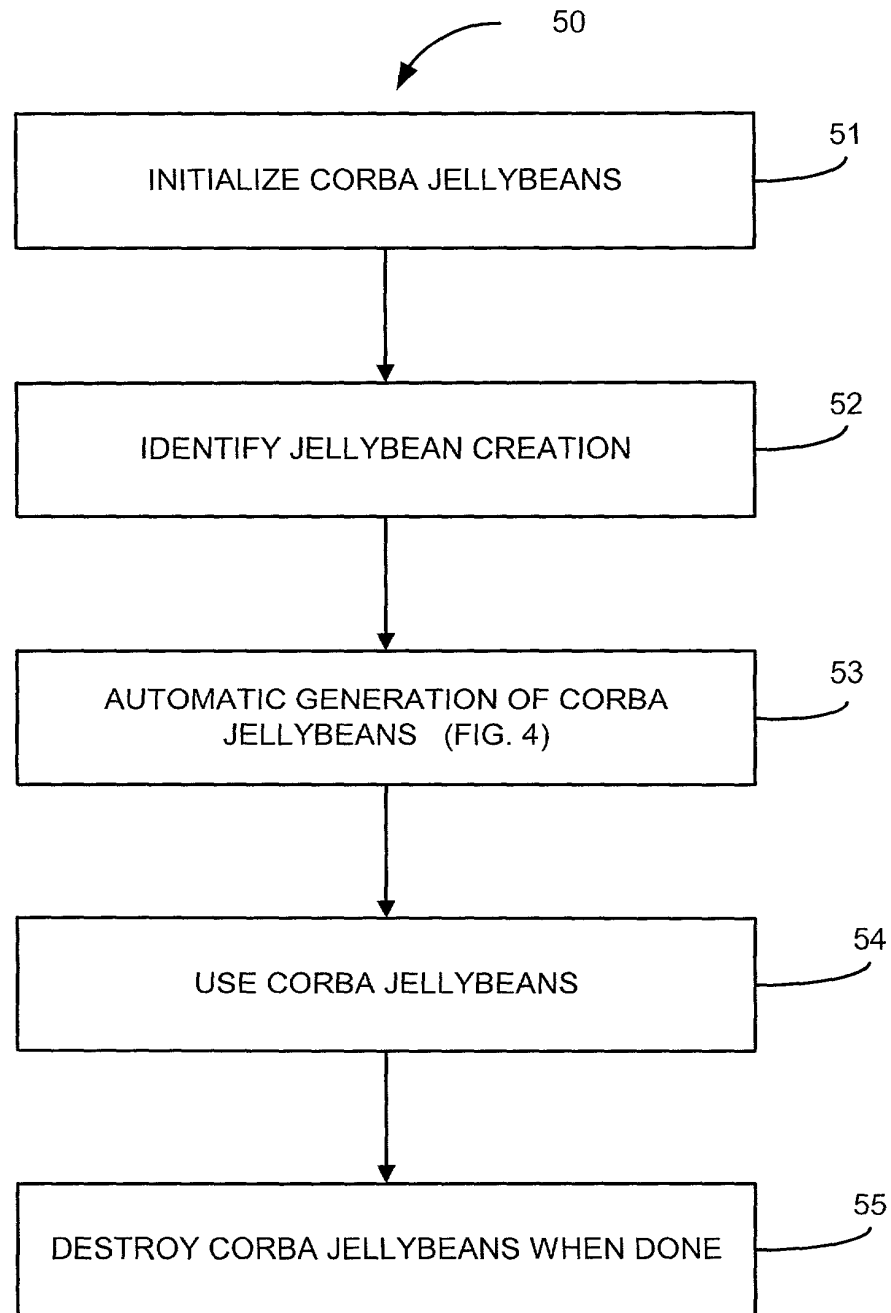 50
INITIALIZE CORBA JELLYBEANS
51
IDENTIFY JELLYBEAN CREATION
52
AUTOMATIC GENERATION OF CORBA
JELLYBEANS (FIG. 4)
53
USE CORBA JELLYBEANS
54
DESTROY CORBA JELLYBEANS WHEN DONE
55